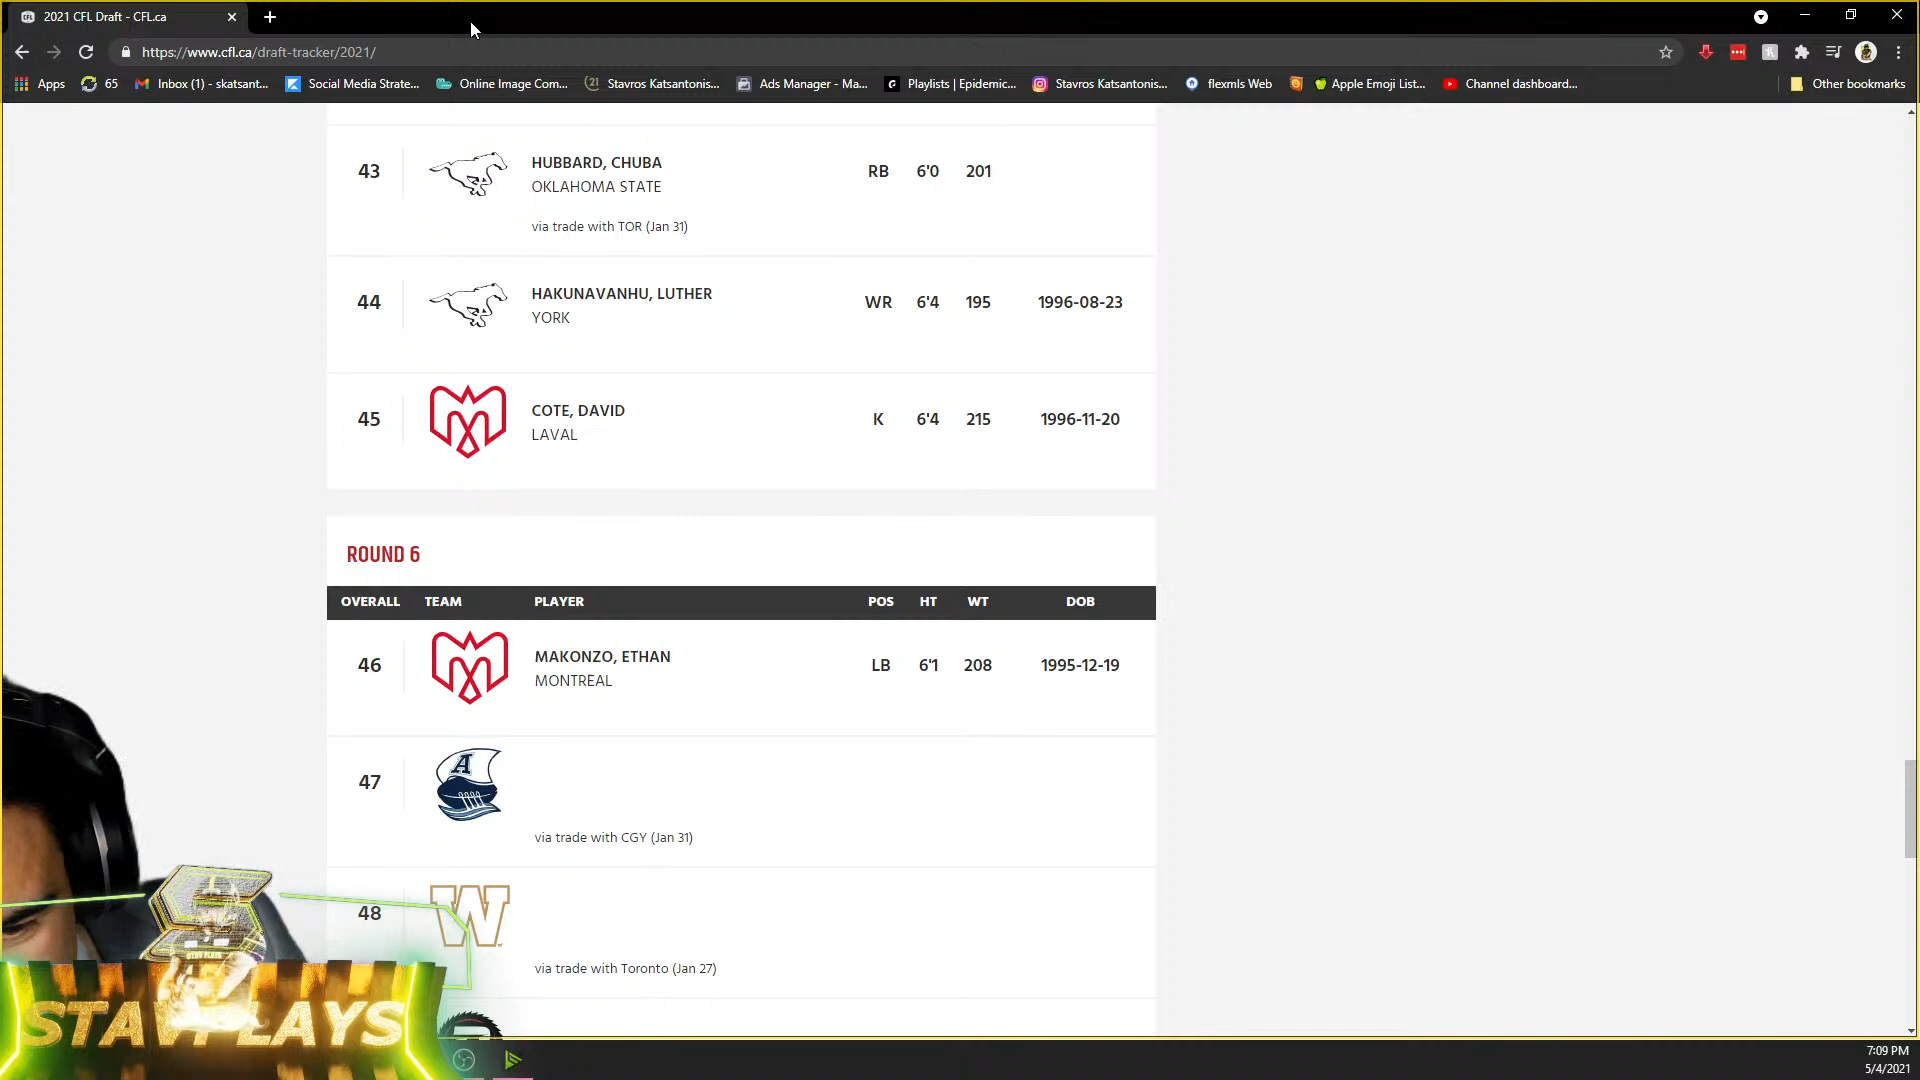 2021 CFL Draft - CFL.ca
https://www.cfl.ca/draft-tracker/2021/
Apps 65 Inbox (1) - skatsant... Social Media Strate... Online Image Com... Stavros Katsantonis... Ads Manager - Ma... Playlists | Epidemic... Stavros Katsantonis... flexmls Web Apple Emoji List... Channel dashboard... Other bookmarks
43 HUBBARD, CHUBA RB 6'0 201
OKLAHOMA STATE
via trade with TOR (Jan 31)
44 HAKUNAVANHU, LUTHER WR 6'4 195 1996-08-23
YORK
45 COTE, DAVID K 6'4 215 1996-11-20
LAVAL
ROUND 6
OVERALL TEAM PLAYER POS HT WT DOB
46 MAKONZO, ETHAN LB 6'1 208 1995-12-19
MONTREAL
47 A
via trade with CGY (Jan 31)
48 W
via trade with Toronto (Jan 27)
STAVPLAYS
7:09 PM
5/4/2021